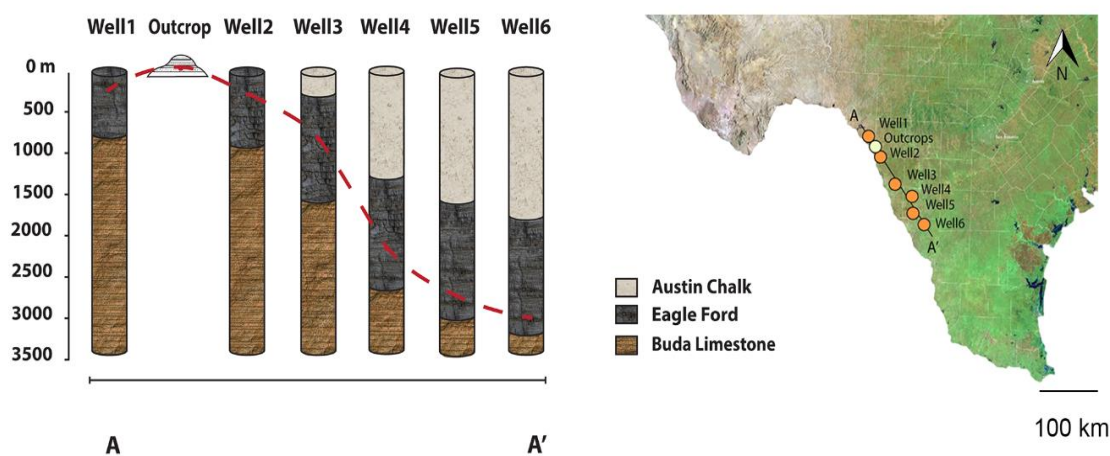 Well1 Outcrop Well2 Well3 Well4 Well5 Well6
0 m
500
1000
1500
2000
2500
3000
3500
A
A'
Austin Chalk
Eagle Ford
Buda Limestone
N
A
Well1
Outcrops
Well2
Well3
Well4
Well5
Well6
A'
100 km